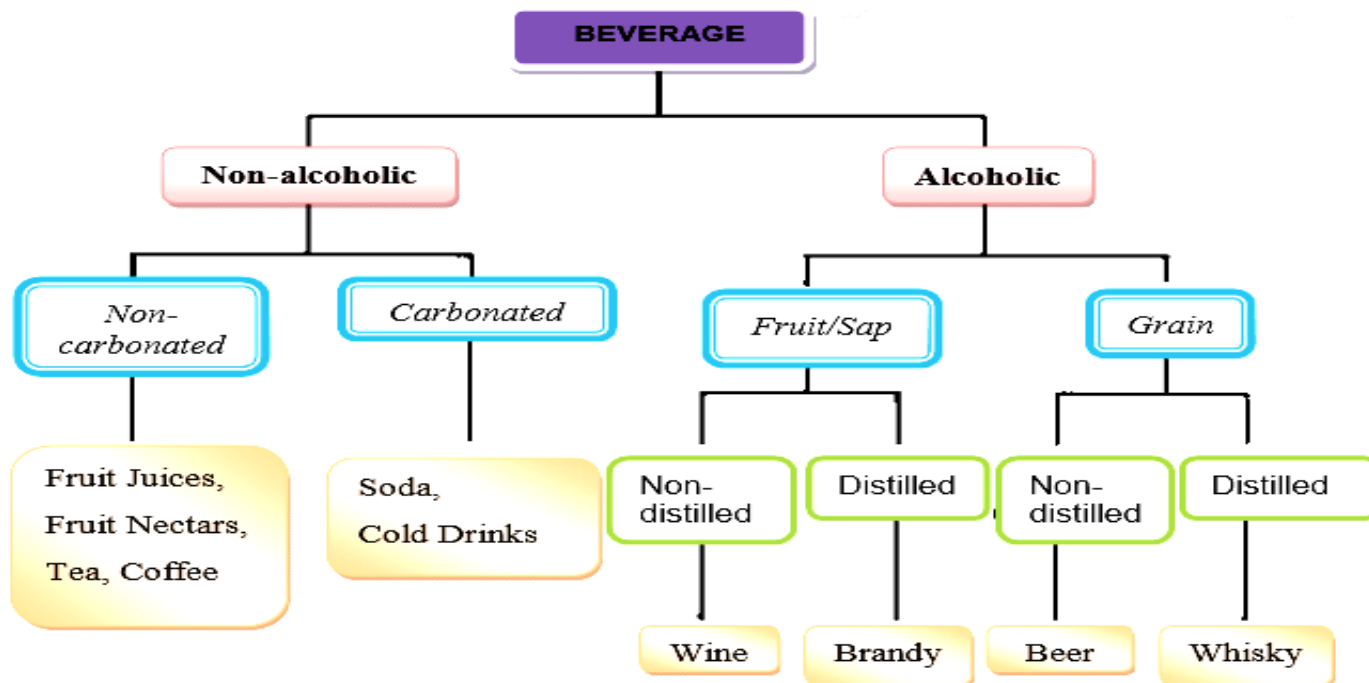 BEVERAGE
Non-alcoholic
Alcoholic
Non-
carbonated
Carbonated
Fruit/Sap
Grain
Fruit Juices,
Fruit Nectars,
Tea, Coffee
Soda,
Cold Drinks
Non-
distilled
Distilled
Non-
distilled
Distilled
Wine
Brandy
Beer
Whisky